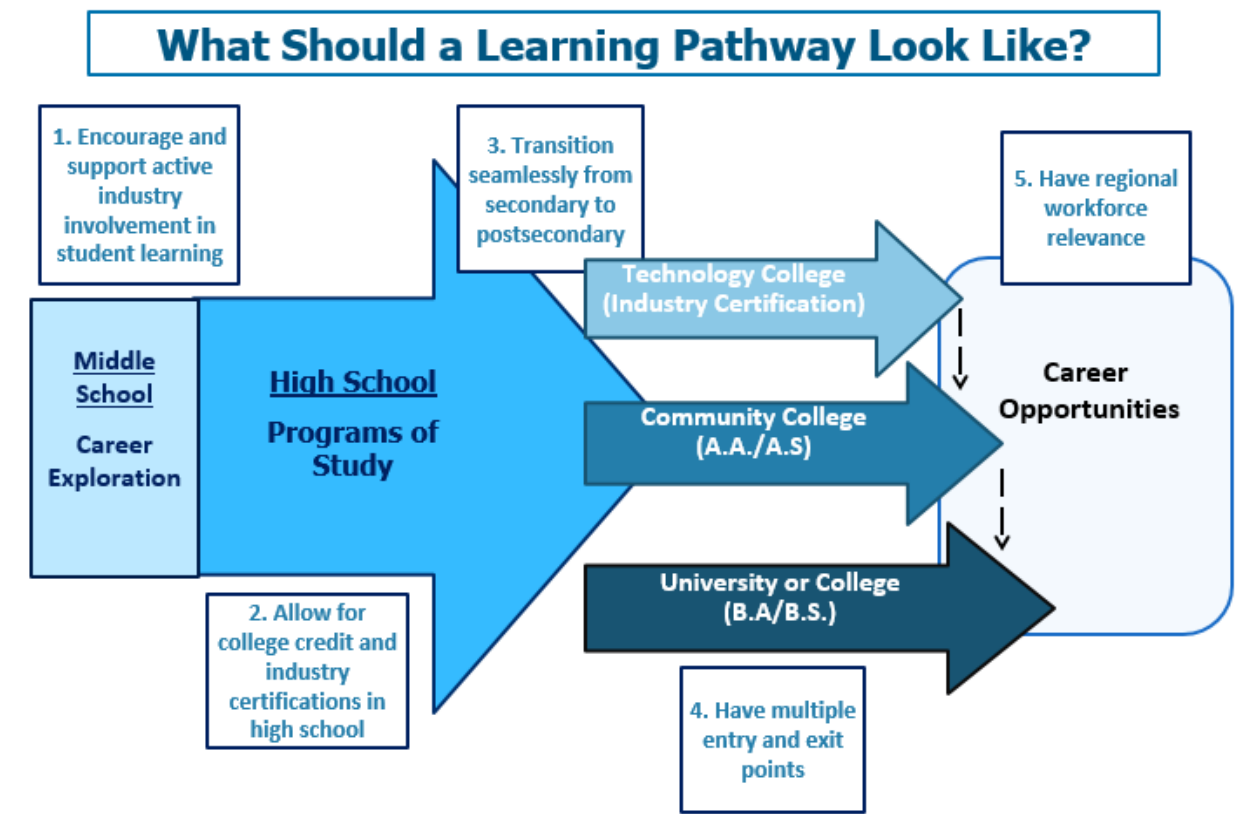 What Should a Learning Pathway Look Like?
1. Encourage and
support active
industry
involvement in
student learning
3. Transition
seamlessly from
secondary to
postsecondary
5. Have regional
workforce
relevance
Middle
School
Career
Exploration
High School
Programs of
Study
Technology College
(Industry Certification)
Community College
(A.A./A.S)
University or College
(B.A/B.S.)
Career
Opportunities
2. Allow for
college credit and
industry
certifications in
high school
4. Have multiple
entry and exit
points